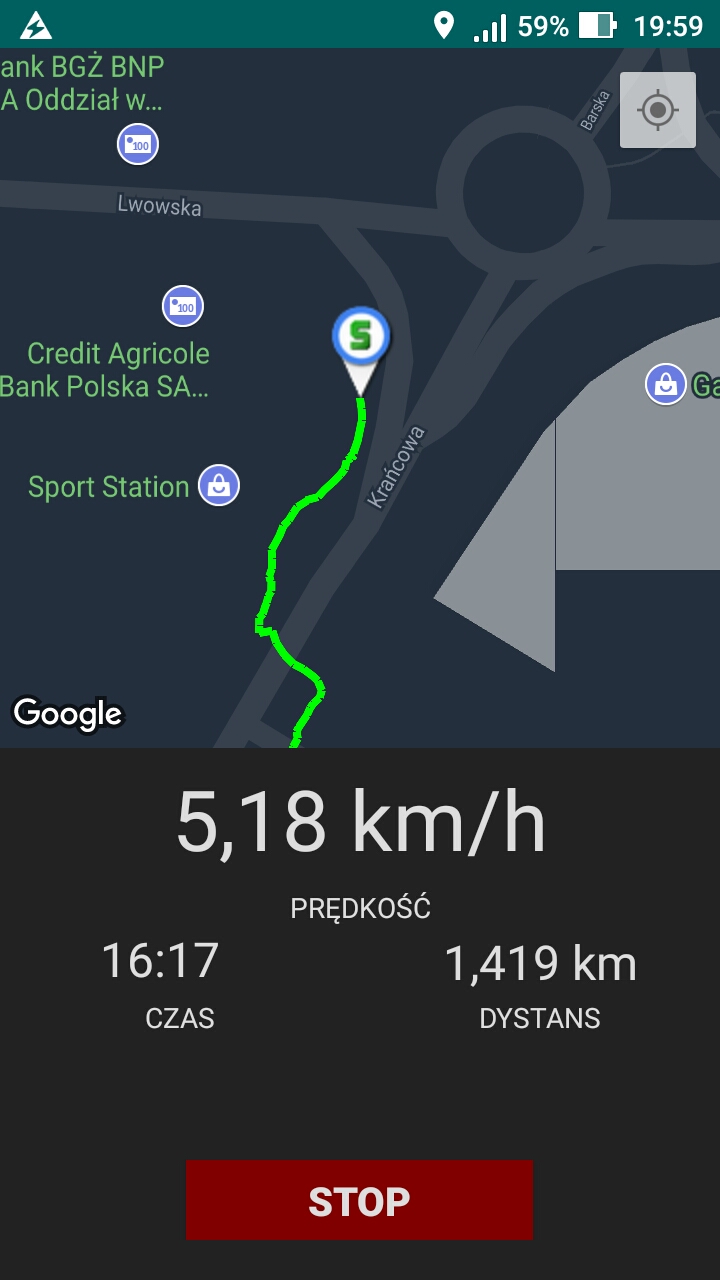 59% 19:59
ank BGŻ BNP
A Oddział w...
100
Barska
Lwowska
100
Credit Agricole
Bank Polska SA...
S
Ga
Krańcowa
Sport Station
Google
5,18 km/h
PRĘDKOŚĆ
16:17
1,419 km
CZAS
DYSTANS
STOP